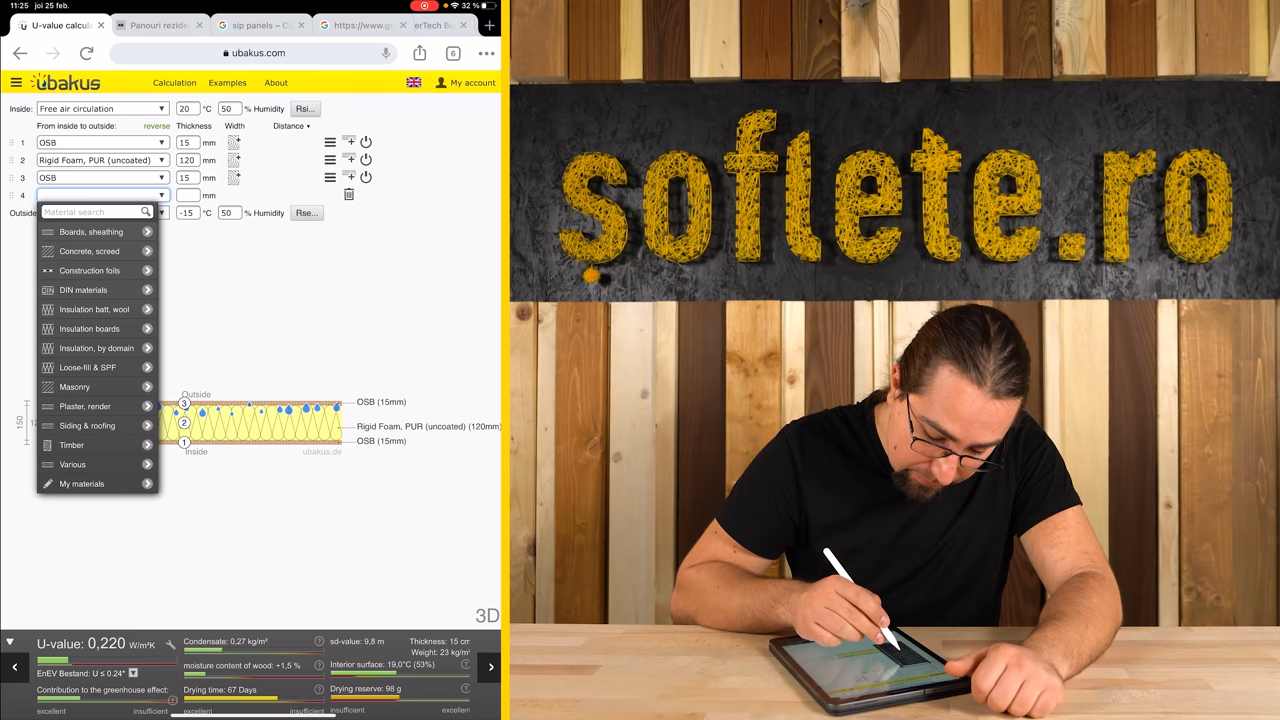 11:25 joi 25 feb. 32 %
U-value calcul
Panouri rezide
sip panels – Că
https://www.g
erTech Bu
ubakus.com
6
ubakus Calculation Examples About My account
Inside: Free air circulation 20 °C 50 % Humidity Rsi...
From inside to outside: reverse Thickness Width Distance
1 OSB 15 mm
2 Rigid Foam, PUR (uncoated) 120 mm
3 OSB 15 mm
4 mm
Outside -15 °C 50 % Humidity Rse...
Material search
Boards, sheathing
Concrete, screed
Construction foils
DIN materials
Insulation batt, wool
Insulation boards
Insulation, by domain
Loose-fill & SPF
Masonry
Plaster, render
Siding & roofing
Timber
Various
My materials
Outside
3 OSB (15mm)
150
2 Rigid Foam, PUR (uncoated) (120mm)
1 OSB (15mm)
Inside ubakus.de
3D
U-value: 0,220 W/m²K
EnEV Bestand: U ≤ 0.24*
Contribution to the greenhouse effect:
excellent insufficient
Condensate: 0,27 kg/m²
moisture content of wood: +1,5 %
Drying time: 67 Days
excellent insufficient
sd-value: 9,8 m Thickness: 15 cm
Weight: 23 kg/m
Interior surface: 19,0°C (53%)
Drying reserve: 98 g
insufficient excellent
soflete.ro